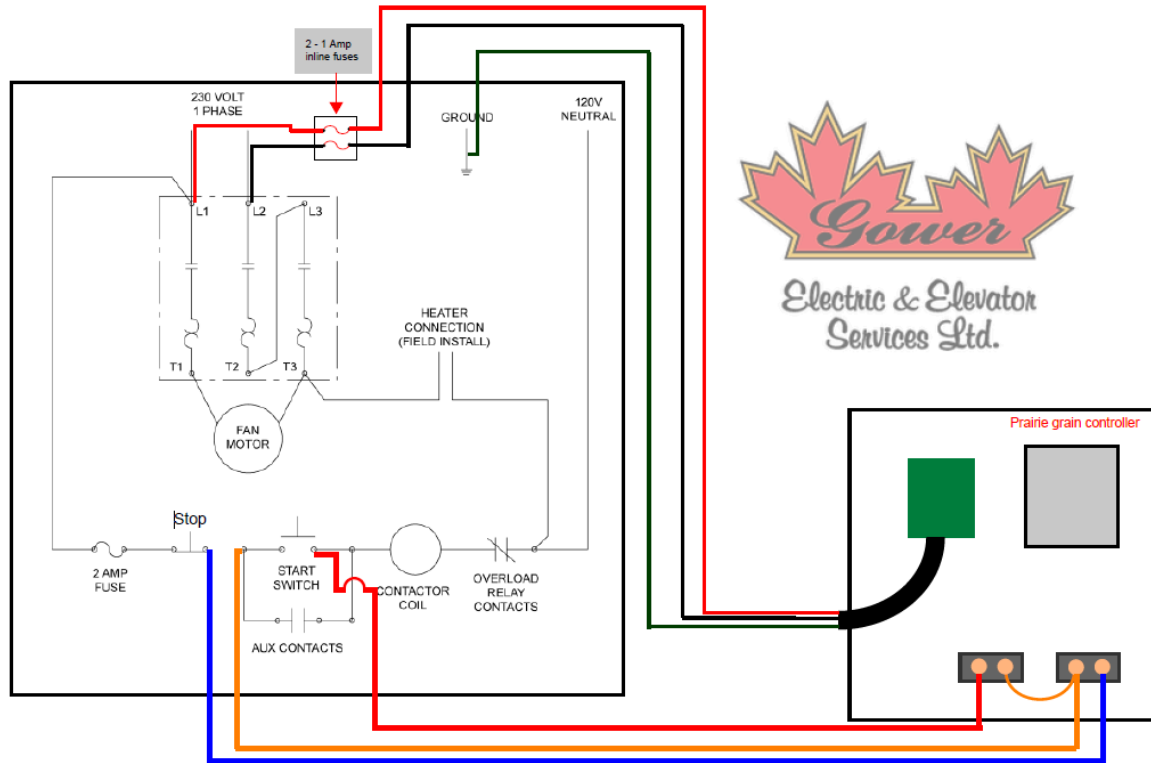 2 - 1 Amp
inline fuses
230 VOLT
1 PHASE
GROUND
120V
NEUTRAL
L1
L2
L3
T1
T2
T3
HEATER
CONNECTION
(FIELD INSTALL)
FAN
MOTOR
Gower
Electric & Elevator
Services Ltd.
Prairie grain controller
Stop
2 AMP
FUSE
START
SWITCH
CONTACTOR
COIL
OVERLOAD
RELAY
CONTACTS
AUX CONTACTS